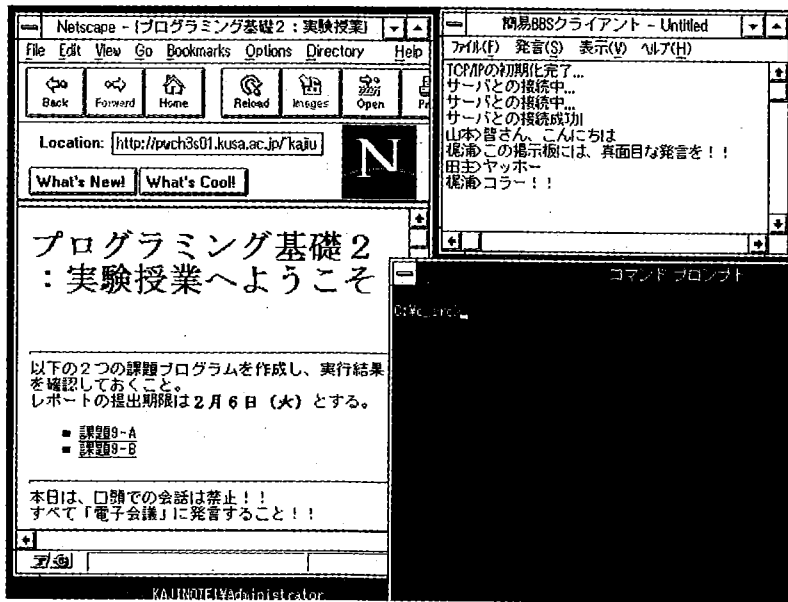 Netscape - [プログラミング基礎2:実験授業]
File Edit View Go Bookmarks Options Directory Help
Back Forward Home Reload Images Open
Location: http://pwch3s01.kusa.ac.jp/~kajiu
What's New! What's Cool!
N
プログラミング基礎2
:実験授業へようこそ
以下の2つの課題プログラムを作成し、実行結果
を確認しておくこと。
レポートの提出期限は2月6日(火)とする。
課題9-A
課題9-B
本日は、口頭での会話は禁止!!
すべて「電子会議」に発言すること!!
簡易BBSクライアント - Untitled
ファイル(F) 発言(S) 表示(V) ヘルプ(H)
TCP/IPの初期化完了...
サーバとの接続中...
サーバとの接続中...
サーバとの接続成功!
山本>皆さん、こんにちは
梶浦>この掲示板には、真面目な発言を!!
田主>ヤッホー
梶浦>コラー!!
コマンド プロンプト
C:¥c_src>
KAJINOTE1¥Administrator